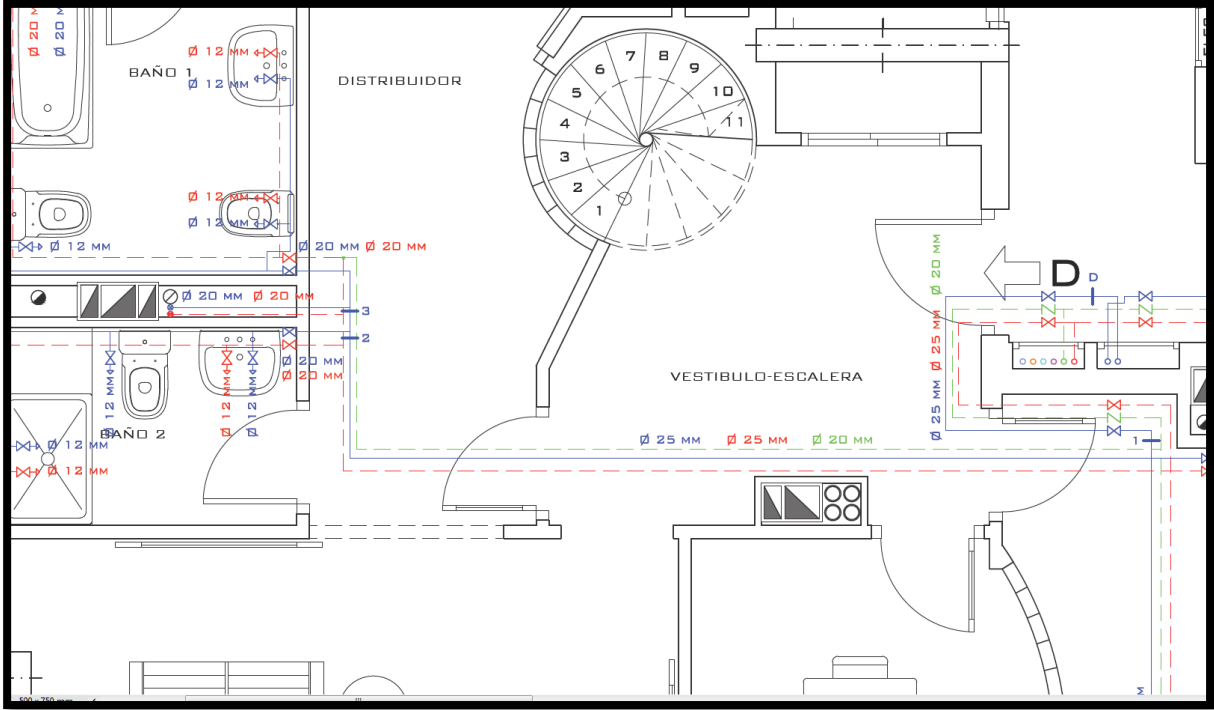 Ø 20 MM
Ø 20 MM
BAÑO 1
Ø 12 MM
Ø 12 MM
DISTRIBUIDOR
1
2
3
4
5
6
7
8
9
10
11
Ø 12 MM
Ø 12 MM
Ø 12 MM
Ø 20 MM Ø 20 MM
Ø 20 MM Ø 20 MM
3
2
Ø 20 MM
Ø 20 MM
Ø 12 MM
Ø 12 MM
Ø 12 MM
BAÑO 2
Ø 12 MM
Ø 12 MM
VESTIBULO-ESCALERA
Ø 25 MM Ø 25 MM Ø 20 MM
Ø 20 MM
Ø 25 MM
Ø 25 MM
D
D
1